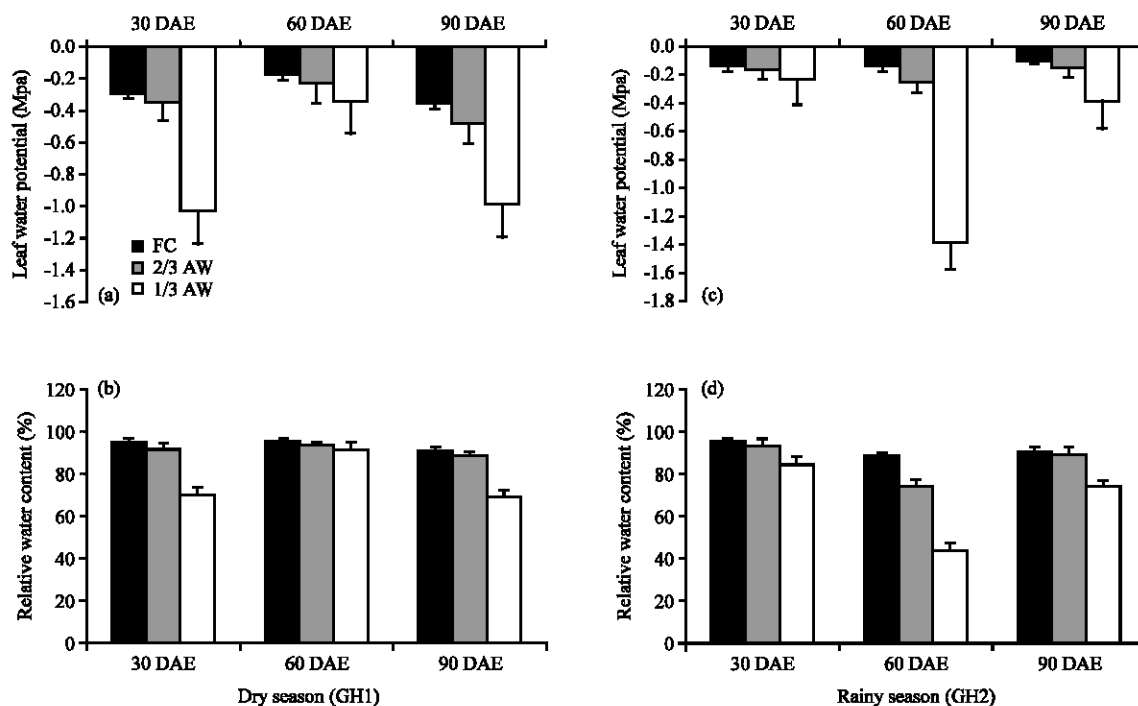 30 DAE 60 DAE 90 DAE
0.0
-0.2
-0.4
-0.6
-0.8
-1.0
-1.2
-1.4
-1.6
Leaf water potential (Mpa)
FC
2/3 AW
1/3 AW
(a)
30 DAE 60 DAE 90 DAE
0.0
-0.2
-0.4
-0.6
-0.8
-1.0
-1.2
-1.4
-1.6
-1.8
Leaf water potential (Mpa)
(c)
(b)
120
100
80
60
40
20
0
Relative water content (%)
30 DAE 60 DAE 90 DAE
Dry season (GH1)
(d)
120
100
80
60
40
20
0
Relative water content (%)
30 DAE 60 DAE 90 DAE
Rainy season (GH2)